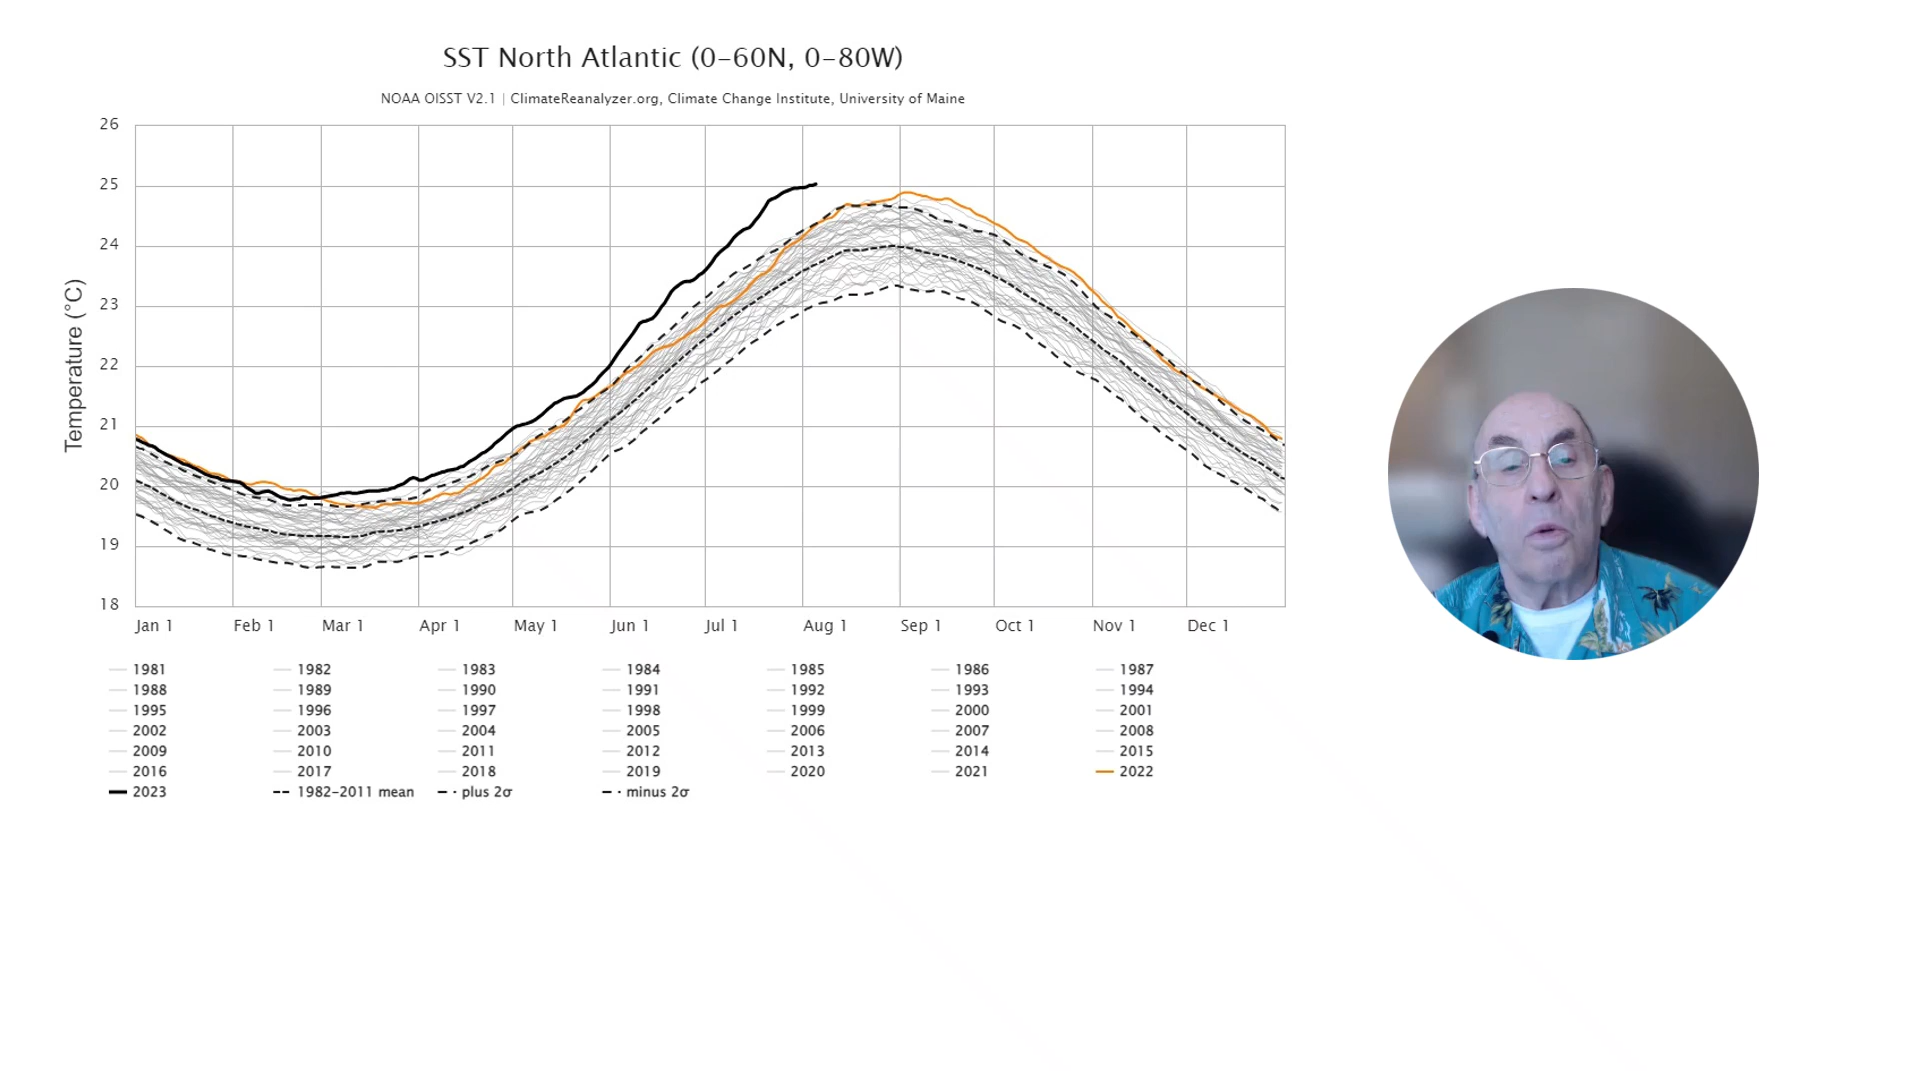 SST North Atlantic (0-60N, 0-80W)
NOAA OISST V2.1 | ClimateReanalyzer.org, Climate Change Institute, University of Maine
26
25
24
23
22
21
20
19
18
Temperature (°C)
Jan 1 Feb 1 Mar 1 Apr 1 May 1 Jun 1 Jul 1 Aug 1 Sep 1 Oct 1 Nov 1 Dec 1
1981 1982 1983 1984 1985 1986 1987
1988 1989 1990 1991 1992 1993 1994
1995 1996 1997 1998 1999 2000 2001
2002 2003 2004 2005 2006 2007 2008
2009 2010 2011 2012 2013 2014 2015
2016 2017 2018 2019 2020 2021 2022
2023 1982-2011 mean plus 2σ minus 2σ